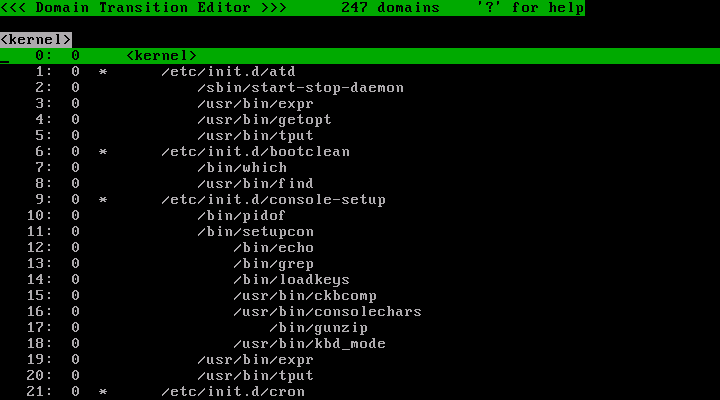 <<< Domain Transition Editor >>>      247 domains    '?' for help
<kernel>
0:  0     <kernel>
1:  0  *      /etc/init.d/atd
2:  0             /sbin/start-stop-daemon
3:  0             /usr/bin/expr
4:  0             /usr/bin/getopt
5:  0             /usr/bin/tput
6:  0  *      /etc/init.d/bootclean
7:  0             /bin/which
8:  0             /usr/bin/find
9:  0  *      /etc/init.d/console-setup
10:  0             /bin/pidof
11:  0             /bin/setupcon
12:  0                 /bin/echo
13:  0                 /bin/grep
14:  0                 /bin/loadkeys
15:  0                 /usr/bin/ckbcomp
16:  0                 /usr/bin/consolechars
17:  0                     /bin/gunzip
18:  0                 /usr/bin/kbd_mode
19:  0             /usr/bin/expr
20:  0             /usr/bin/tput
21:  0  *      /etc/init.d/cron